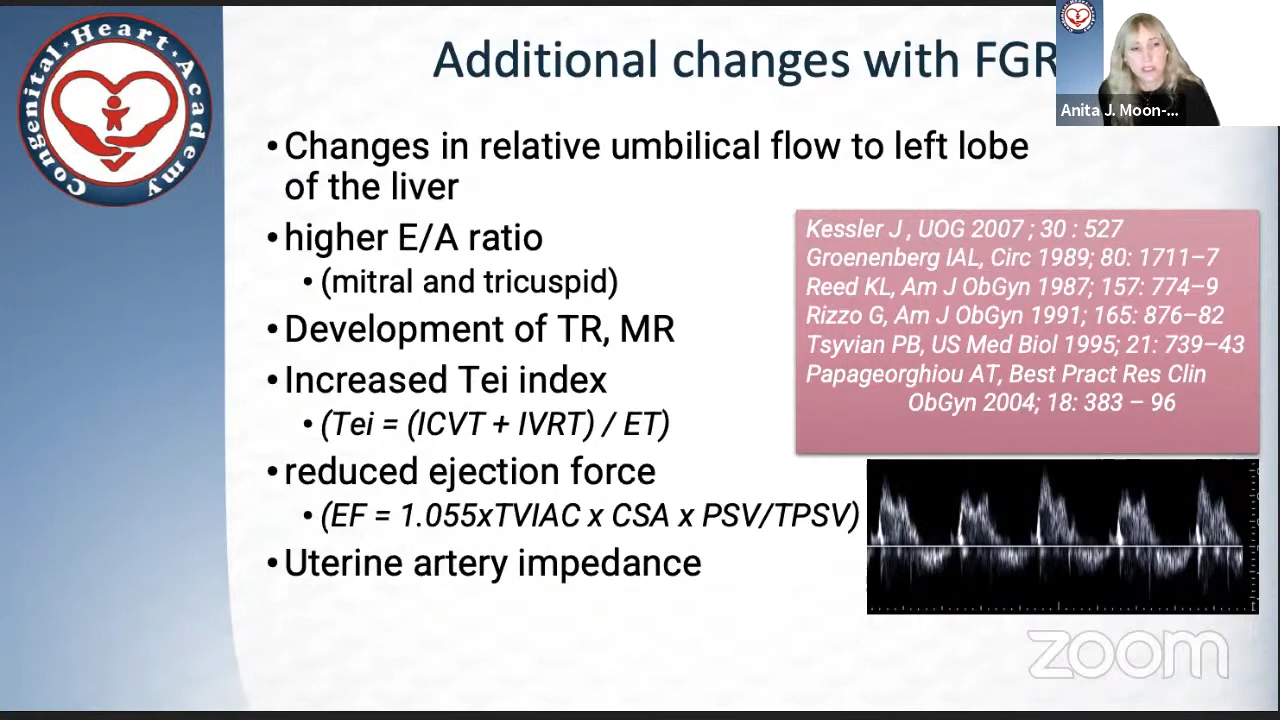 Congenital · Heart · Academy
Additional changes with FGR
Anita J. Moon-...
• Changes in relative umbilical flow to left lobe
of the liver
• higher E/A ratio
• (mitral and tricuspid)
• Development of TR, MR
• Increased Tei index
• (Tei = (ICVT + IVRT) / ET)
• reduced ejection force
• (EF = 1.055xTVIAC x CSA x PSV/TPSV)
• Uterine artery impedance
Kessler J , UOG 2007 ; 30 : 527
Groenenberg IAL, Circ 1989; 80: 1711–7
Reed KL, Am J ObGyn 1987; 157: 774–9
Rizzo G, Am J ObGyn 1991; 165: 876–82
Tsyvian PB, US Med Biol 1995; 21: 739–43
Papageorghiou AT, Best Pract Res Clin
ObGyn 2004; 18: 383 – 96
zoom